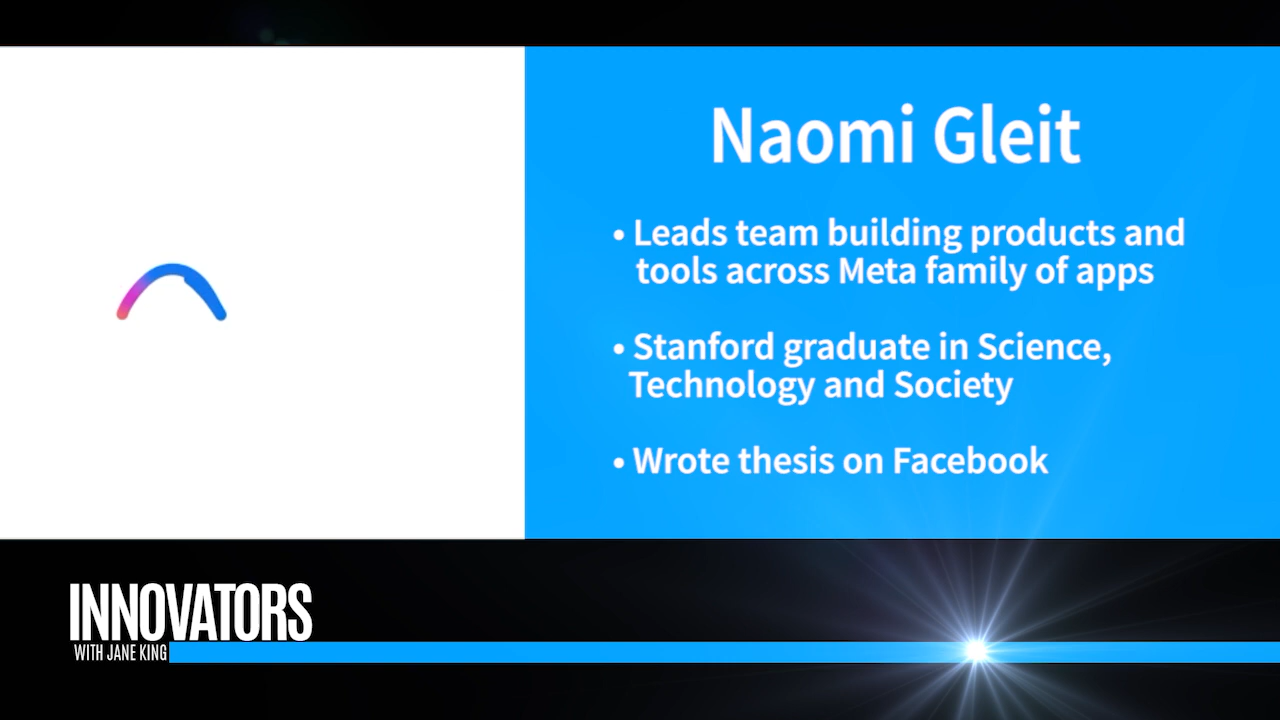 Naomi Gleit
• Leads team building products and
tools across Meta family of apps
• Stanford graduate in Science,
Technology and Society
• Wrote thesis on Facebook
INNOVATORS
WITH JANE KING